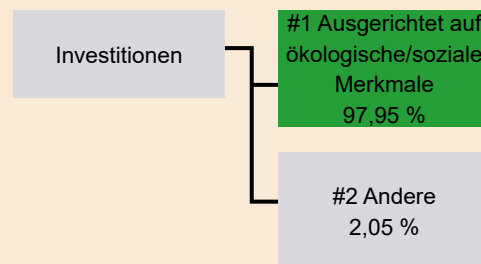 Investitionen
#1 Ausgerichtet auf
ökologische/soziale
Merkmale
97,95 %
#2 Andere
2,05 %